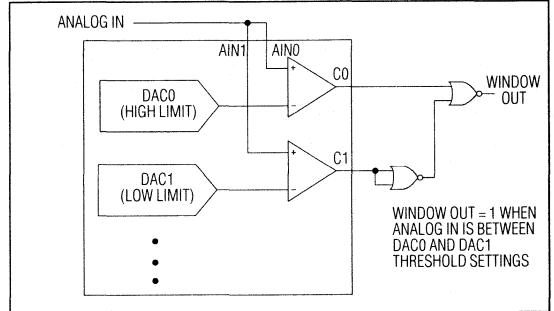 ANALOG IN
AIN1 AIN0
+
C0
DAC0
(HIGH LIMIT)
−
WINDOW
OUT
+
C1
DAC1
(LOW LIMIT)
−
WINDOW OUT = 1 WHEN
ANALOG IN IS BETWEEN
DAC0 AND DAC1
THRESHOLD SETTINGS